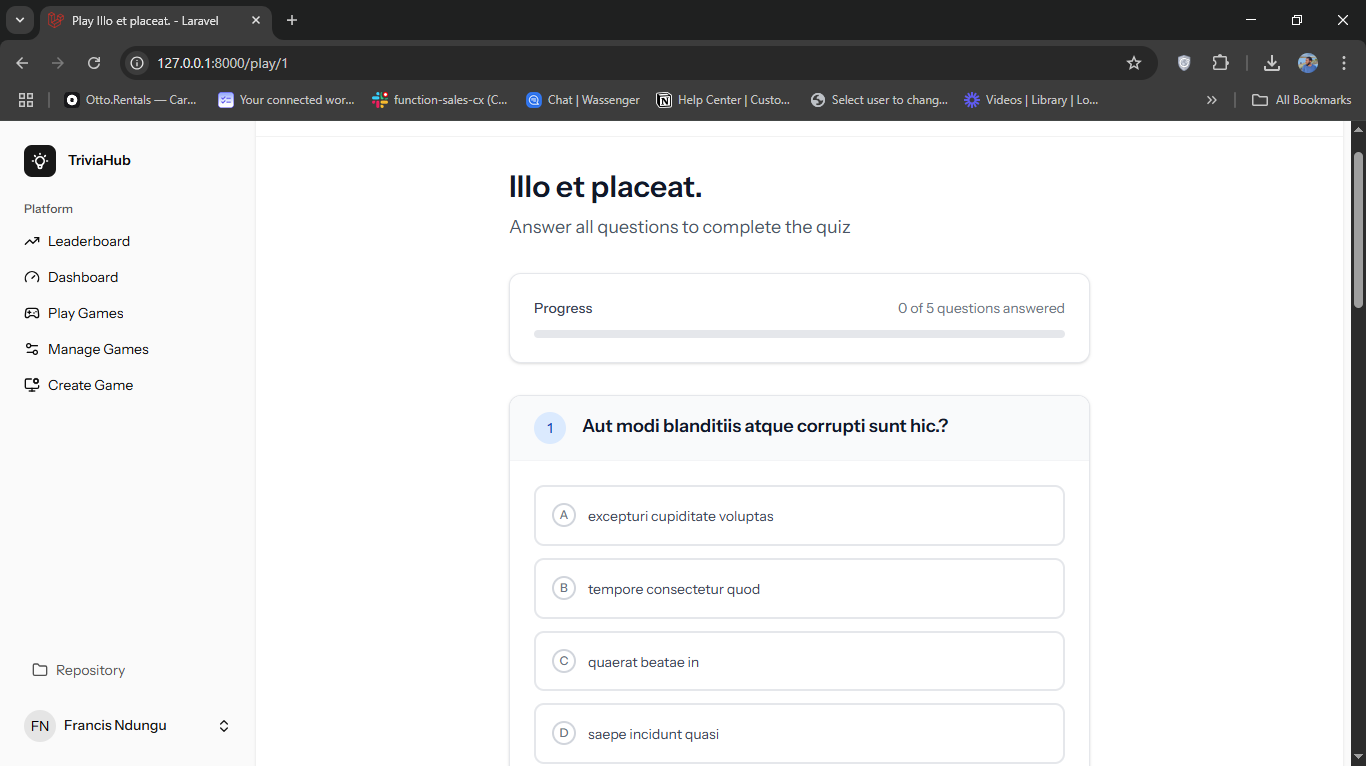 Play Illo et placeat. - Laravel
127.0.0.1:8000/play/1
Otto.Rentals — Car...
Your connected wor...
function-sales-cx (C...
Chat | Wassenger
Help Center | Custo...
Select user to chang...
Videos | Library | Lo...
All Bookmarks
TriviaHub
Platform
Leaderboard
Dashboard
Play Games
Manage Games
Create Game
Repository
FN Francis Ndungu
Illo et placeat.
Answer all questions to complete the quiz
Progress 0 of 5 questions answered
1 Aut modi blanditiis atque corrupti sunt hic.?
A excepturi cupiditate voluptas
B tempore consectetur quod
C quaerat beatae in
D saepe incidunt quasi